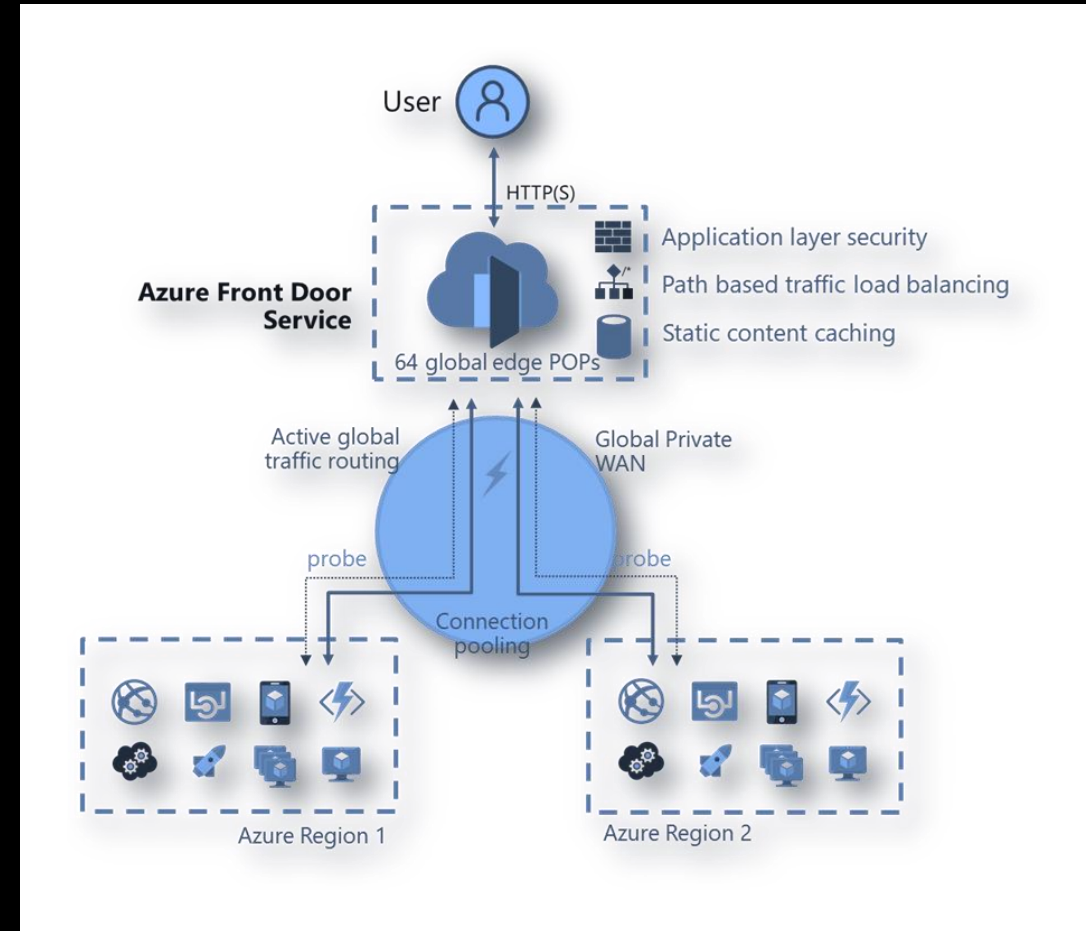 User
HTTP(S)
Azure Front Door
Service
Application layer security
/*
Path based traffic load balancing
Static content caching
64 global edge POPs
Active global
traffic routing
Global Private
WAN
probe
probe
Connection
pooling
Azure Region 1
Azure Region 2